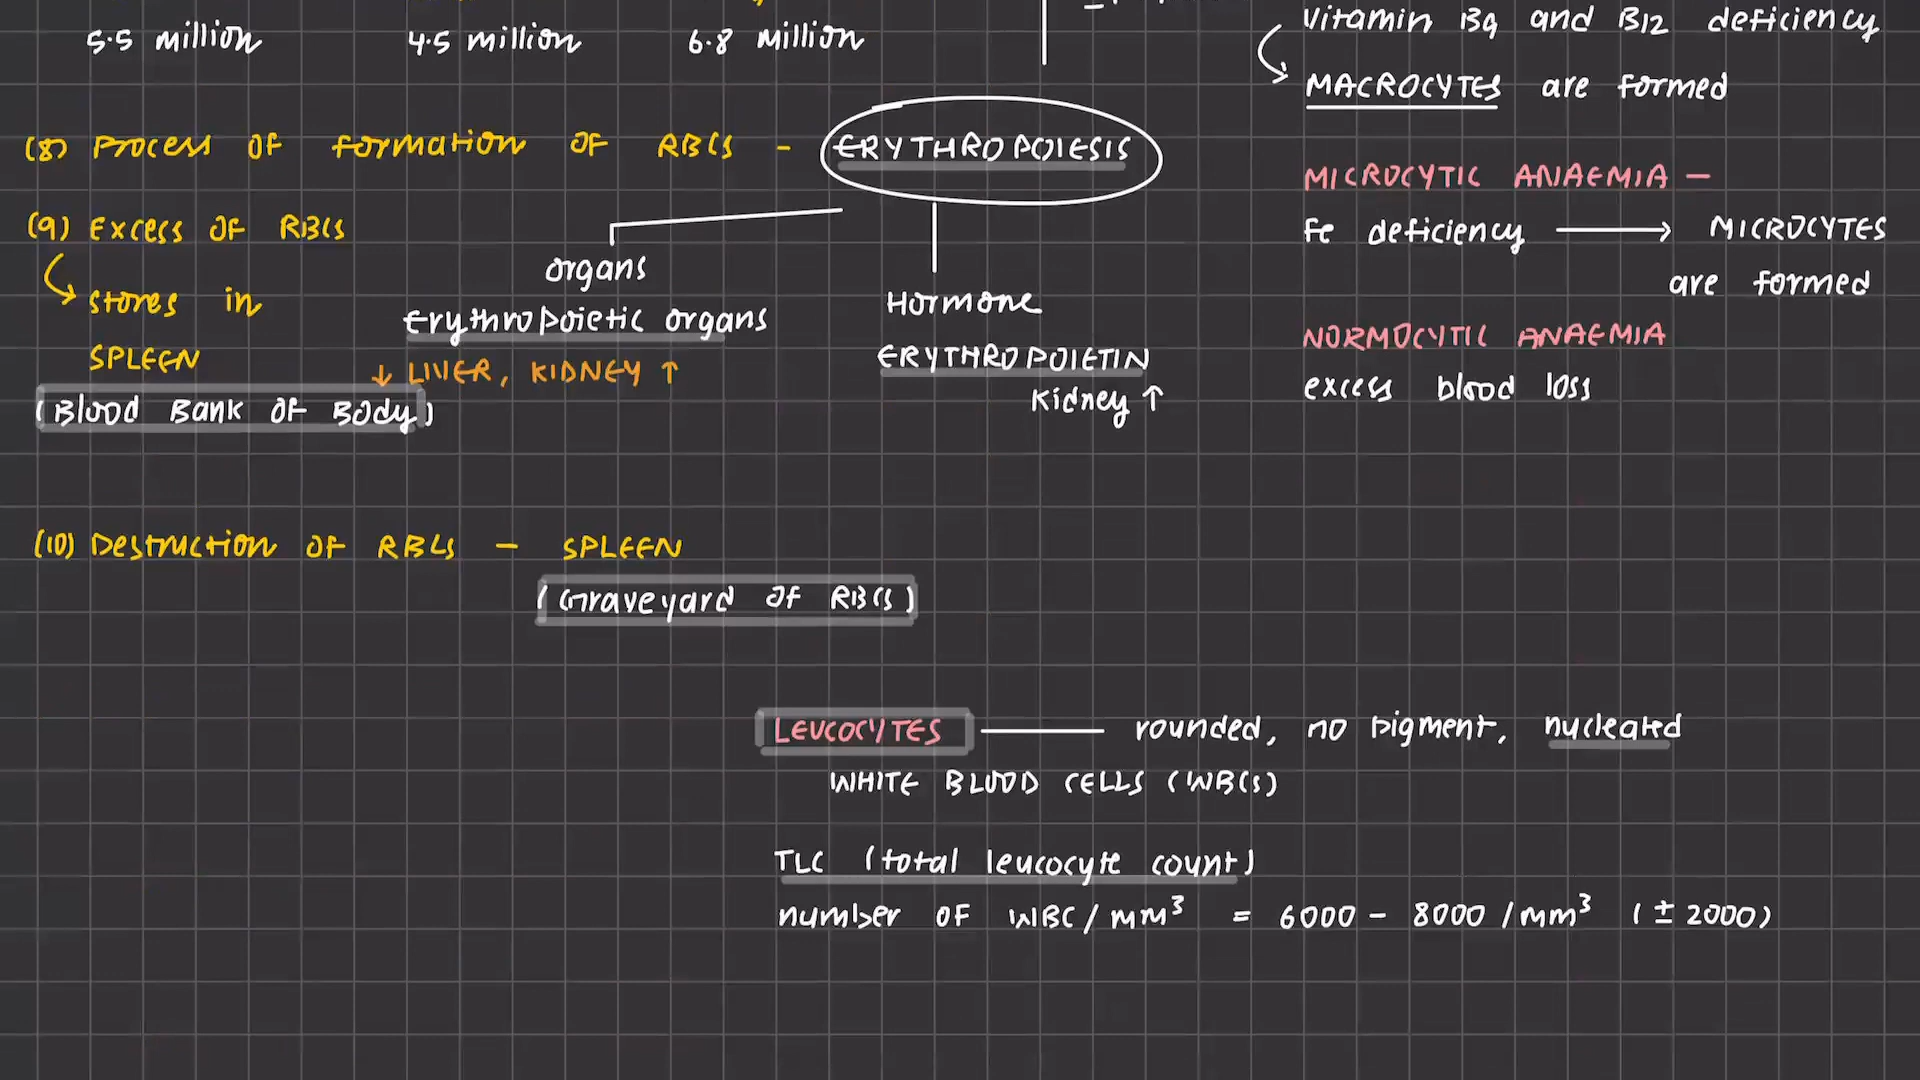 5.5 million 4.5 million 6.8 million
(8) Process of formation of RBCs - ERYTHROPOIESIS
organs
erythropoietic organs
↓ LIVER, KIDNEY ↑
Hormone
ERYTHROPOIETIN
Kidney ↑
(9) Excess of RBCs
stores in
SPLEEN
(Blood Bank of Body)
(10) Destruction of RBCs - SPLEEN
(Graveyard of RBCs)
Vitamin B9 and B12 deficiency
MACROCYTES are formed
MICROCYTIC ANAEMIA -
Fe deficiency → MICROCYTES
are formed
NORMOCYTIC ANAEMIA
excess blood loss
LEUCOCYTES — rounded, no pigment, nucleated
WHITE BLOOD CELLS (WBCs)
TLC (total leucocyte count)
number of WBC/mm³ = 6000 - 8000 /mm³ (± 2000)